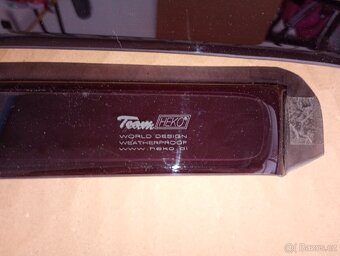 Team HEKO
WORLD DESIGN
WEATHERPROOF
www.heko.pl
Bazos.cz